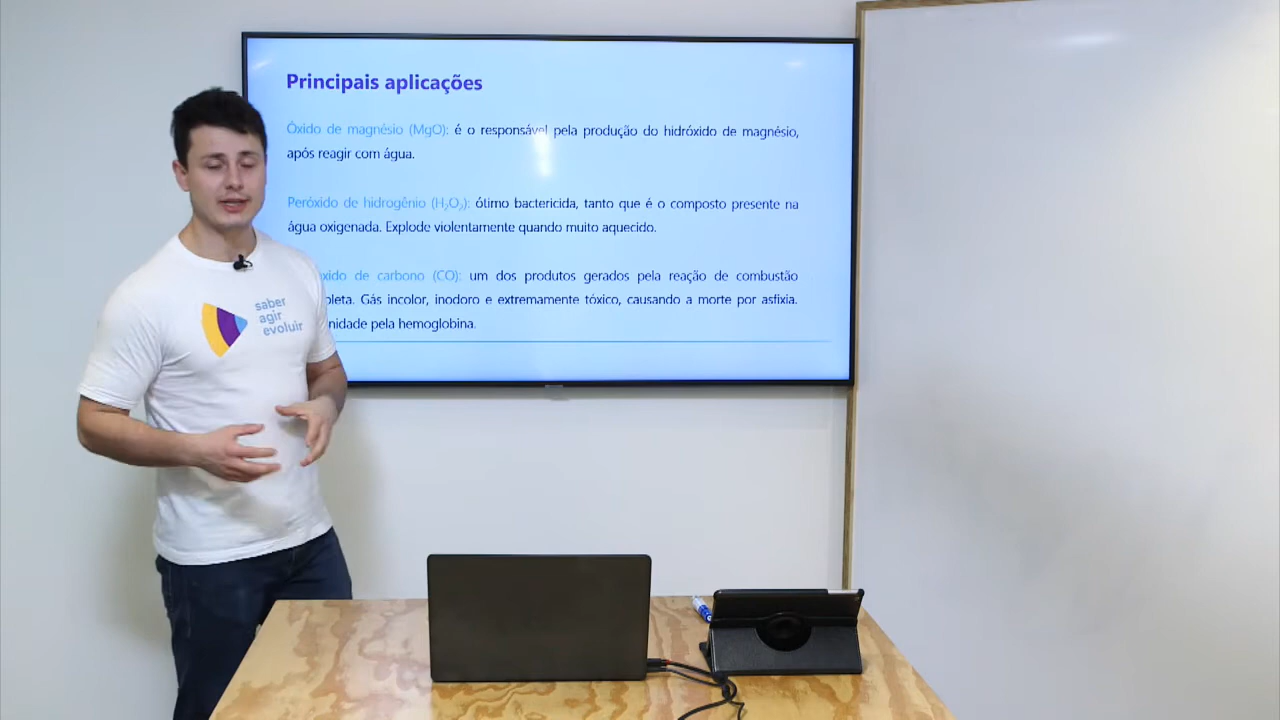 Principais aplicações
Óxido de magnésio (MgO): é o responsável pela produção do hidróxido de magnésio,
após reagir com água.
Peróxido de hidrogênio (H₂O₂): ótimo bactericida, tanto que é o composto presente na
água oxigenada. Explode violentamente quando muito aquecido.
de carbono (CO): um dos produtos gerados pela reação de combustão
Gás incolor, inodoro e extremamente tóxico, causando a morte por asfixia.
pela hemoglobina.
saber
agir
evoluir